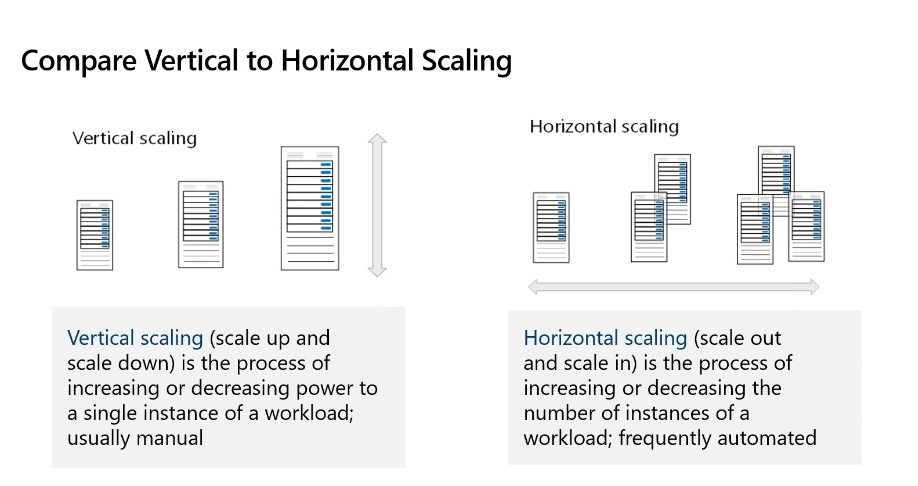 Compare Vertical to Horizontal Scaling
Vertical scaling
Horizontal scaling
Vertical scaling (scale up and
scale down) is the process of
increasing or decreasing power to
a single instance of a workload;
usually manual
Horizontal scaling (scale out
and scale in) is the process of
increasing or decreasing the
number of instances of a
workload; frequently automated